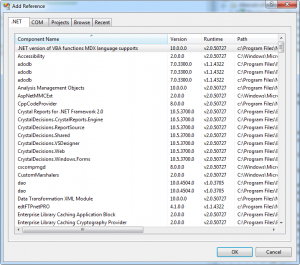 Add Reference
.NET COM Projects Browse Recent
Component Name Version Runtime Path
.NET version of VBA functions MDX language supports 10.0.0.0 v2.0.50727 c:\Program Files\M
Accessibility 2.0.0.0 v2.0.50727 c:\Windows\Micro
adodb 7.0.3300.0 v1.1.4322 c:\Program Files\M
adodb 7.0.3300.0 v1.1.4322 c:\Program Files\M
adodb 7.0.3300.0 v1.1.4322 c:\Program Files\M
Analysis Management Objects 10.0.0.0 v2.0.50727 c:\Program Files\M
AspNetMMCExt 2.0.0.0 v2.0.50727 c:\Windows\Micro
CppCodeProvider 8.0.0.0 v2.0.50727 c:\Program Files\M
Crystal Reports for .NET Framework 2.0 10.5.3700.0 v2.0.50727 c:\Program Files\
CrystalDecisions.CrystalReports.Engine 10.5.3700.0 v2.0.50727 c:\Program Files\
CrystalDecisions.ReportSource 10.5.3700.0 v2.0.50727 c:\Program Files\
CrystalDecisions.Shared 10.5.3700.0 v2.0.50727 c:\Program Files\
CrystalDecisions.VSDesigner 10.5.3700.0 v2.0.50727 c:\Program Files\
CrystalDecisions.Web 10.5.3700.0 v2.0.50727 c:\Program Files\
CrystalDecisions.Windows.Forms 10.5.3700.0 v2.0.50727 c:\Program Files\
cscompmgd 8.0.0.0 v2.0.50727 c:\Windows\Micro
CustomMarshalers 2.0.0.0 v2.0.50727 c:\Windows\Micro
dao 10.0.4504.0 v1.0.3705 c:\Program Files\
dao 10.0.4504.0 v1.0.3705 c:\Program Files\
Data Transformation XML Module 10.0.0.0 v2.0.50727 c:\Program Files\
edtFTPnetPRO 4.1.0.0 v1.1.4322 c:\Program Files\
Enterprise Library Caching Application Block 2.0.0.0 v2.0.50727 c:\Program Files\
Enterprise Library Caching Cryptography Provider 2.0.0.0 v2.0.50727 c:\Program Files\
OK Cancel